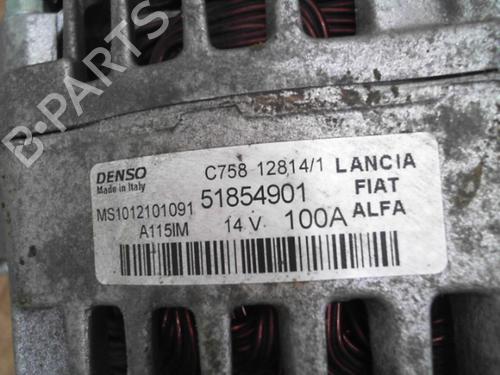 DENSO
Made in Italy
C758 12814/1
LANCIA
MS1012101091
51854901
FIAT
A115IM
14 V.
100A
ALFA
B-PARTS